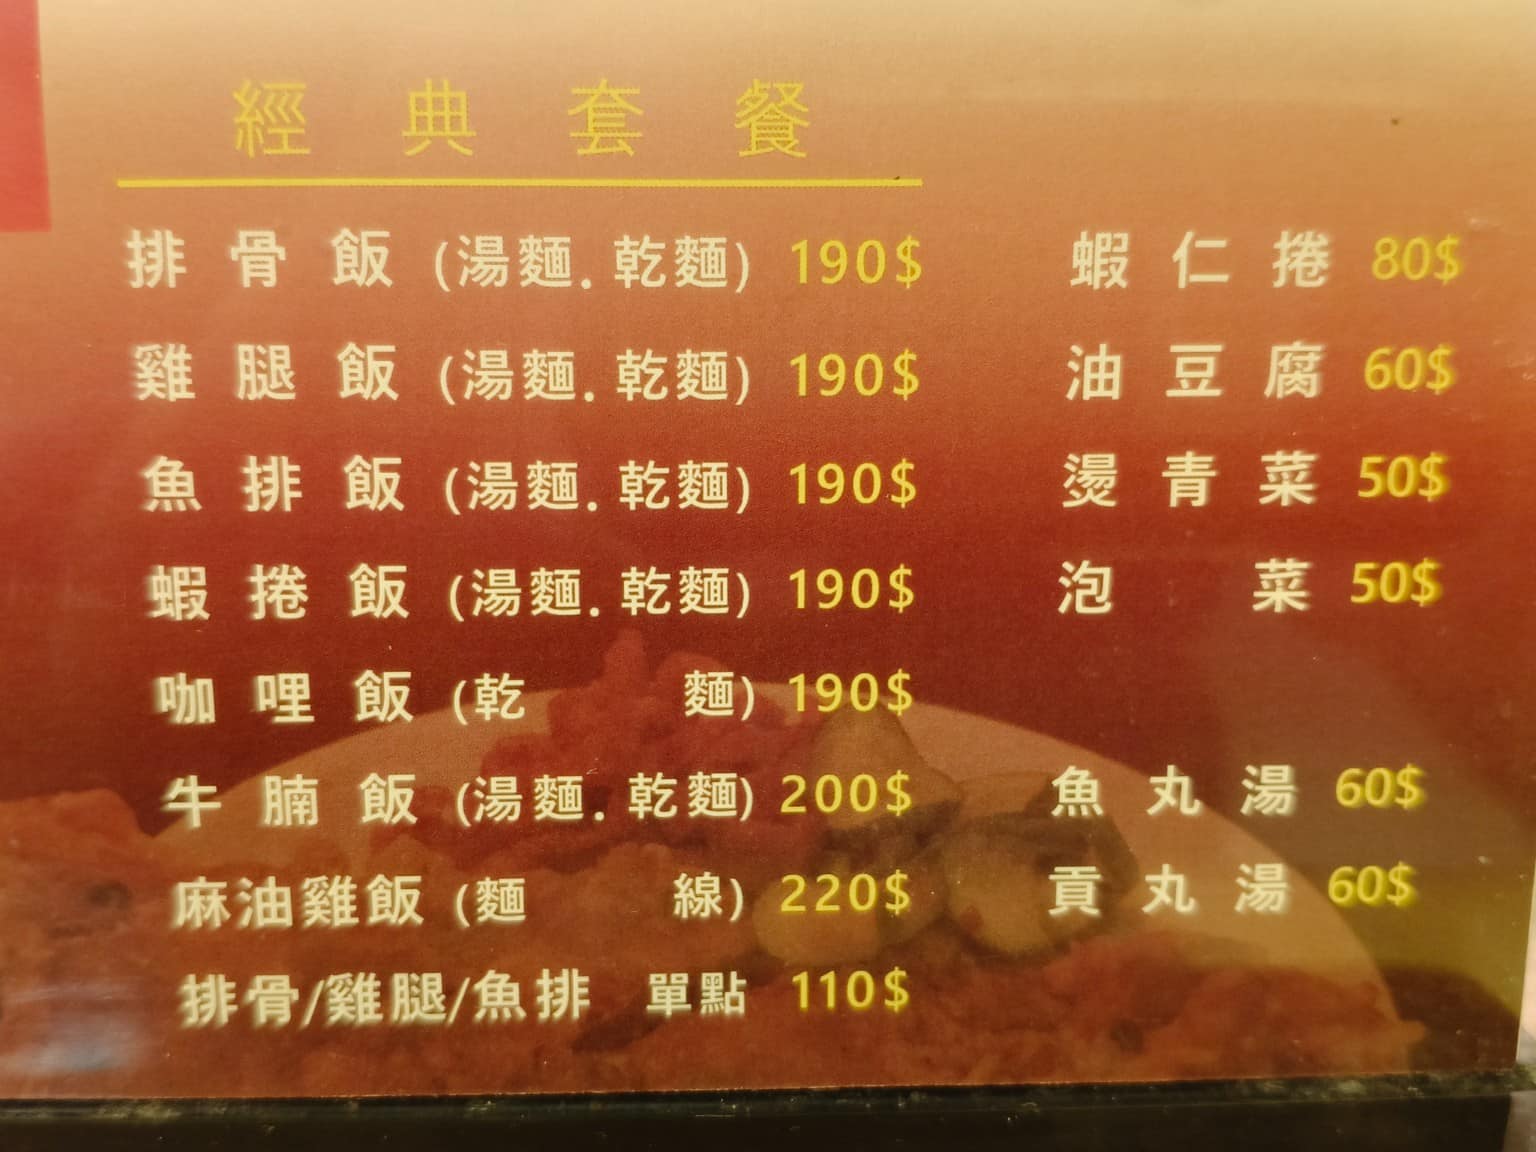 經典套餐
排骨飯 (湯麵.乾麵) 190$
雞腿飯 (湯麵.乾麵) 190$
魚排飯 (湯麵.乾麵) 190$
蝦捲飯 (湯麵.乾麵) 190$
咖哩飯 (乾 麵) 190$
牛腩飯 (湯麵.乾麵) 200$
麻油雞飯 (麵 線) 220$
排骨/雞腿/魚排 單點 110$
蝦仁捲 80$
油豆腐 60$
燙青菜 50$
泡 菜 50$
魚丸湯 60$
貢丸湯 60$